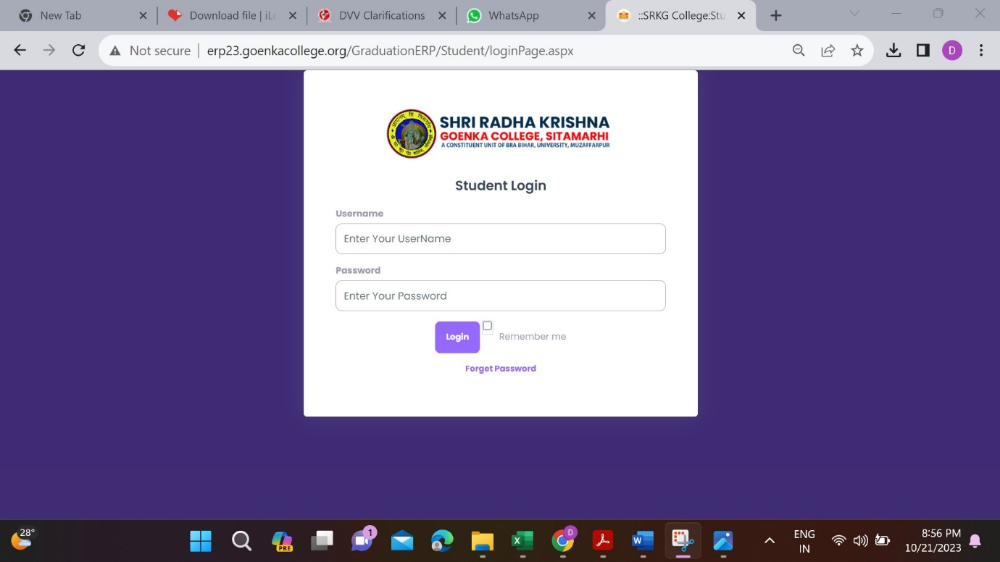 New Tab
Download file | iLo
DVV Clarifications
WhatsApp
::SRKG College:Stu
Not secure
erp23.goenkacollege.org/GraduationERP/Student/loginPage.aspx
D
SHRI RADHA KRISHNA
GOENKA COLLEGE, SITAMARHI
A CONSTITUENT UNIT OF BRA BIHAR, UNIVERSITY, MUZAFFARPUR
Student Login
Username
Enter Your UserName
Password
Enter Your Password
Login
Remember me
Forget Password
28°
PRE
1
D
ENG
IN
8:56 PM
10/21/2023